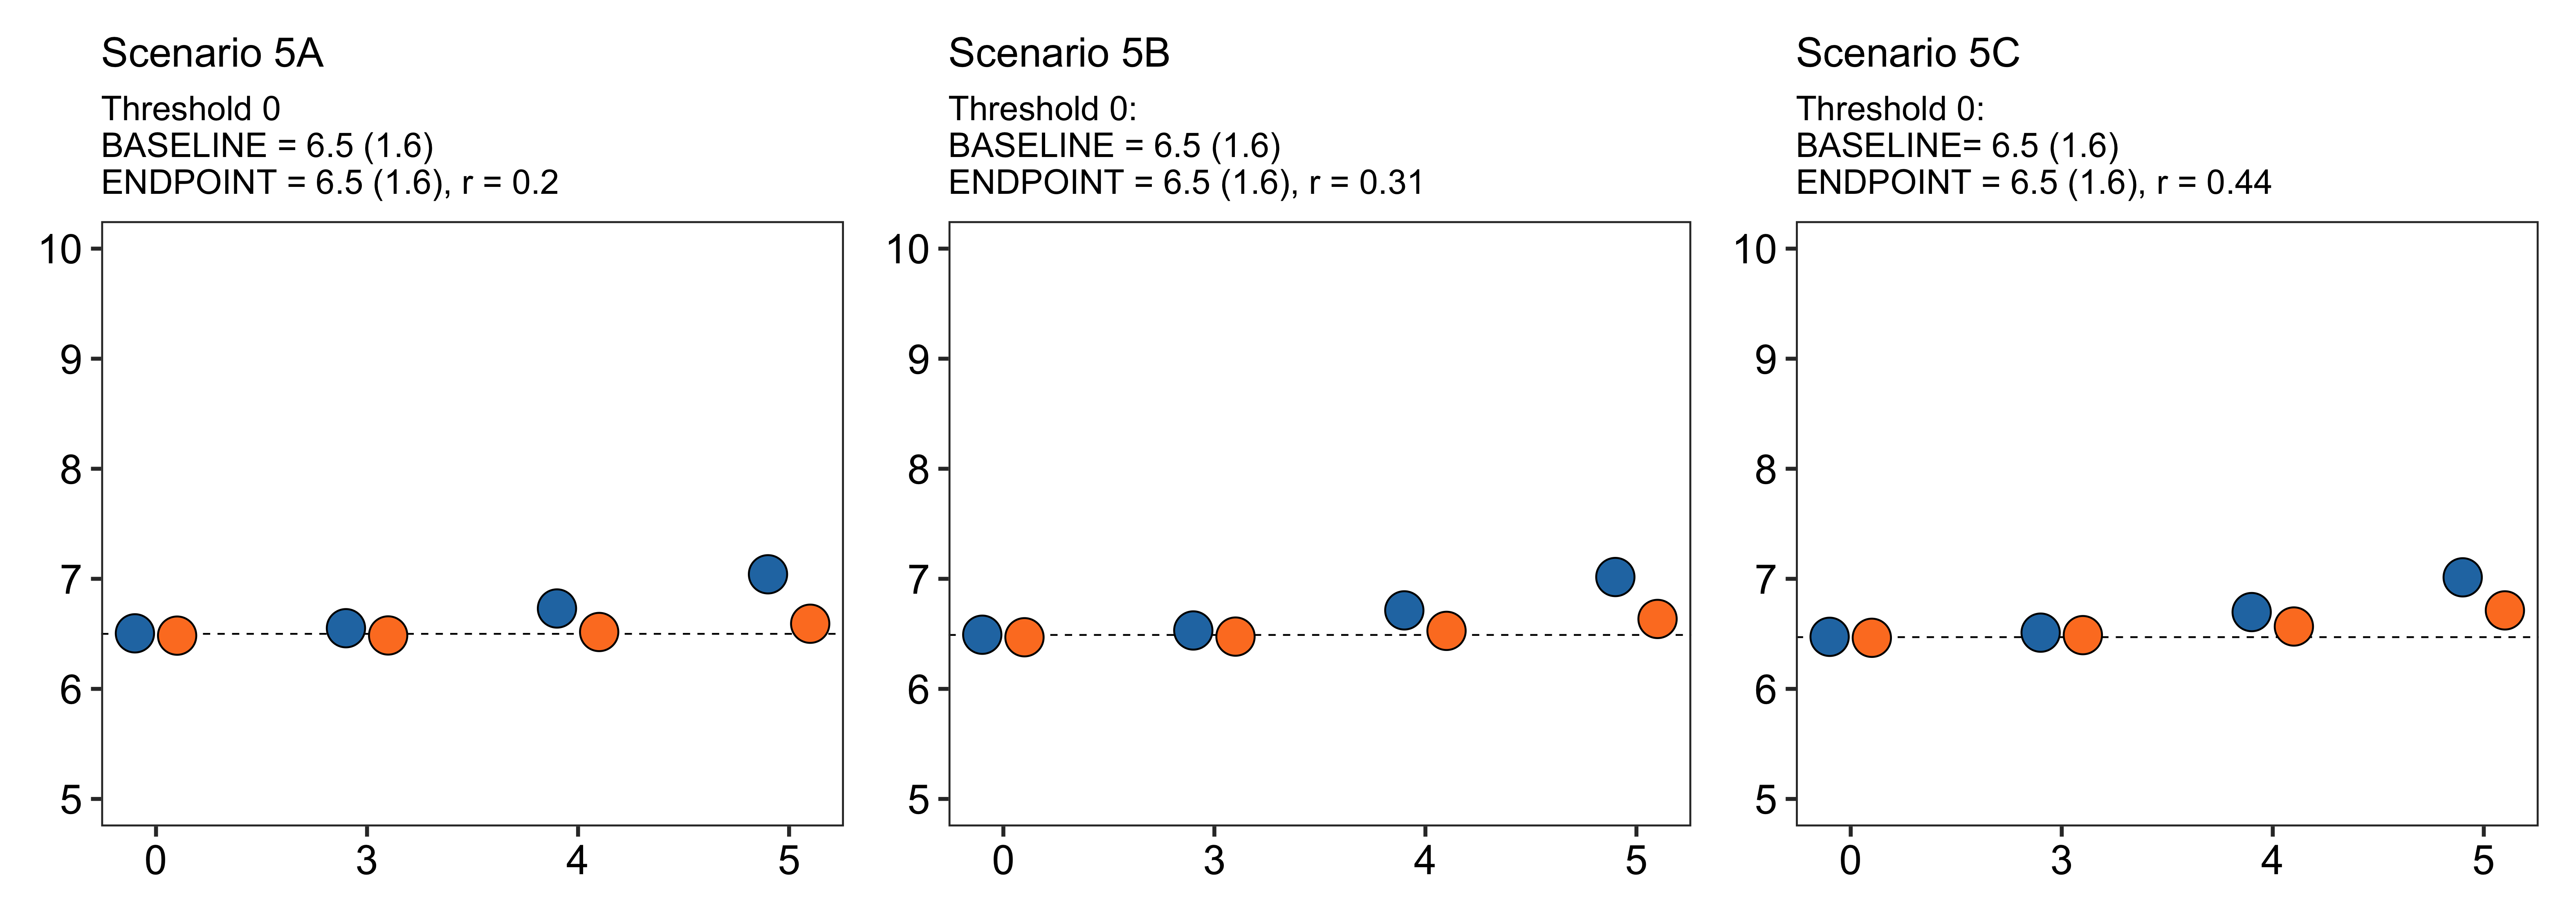 Scenario 5A
Threshold 0
BASELINE = 6.5 (1.6)
ENDPOINT = 6.5 (1.6), r = 0.2
10
9
8
7
6
5
0 3 4 5
Scenario 5B
Threshold 0:
BASELINE = 6.5 (1.6)
ENDPOINT = 6.5 (1.6), r = 0.31
10
9
8
7
6
5
0 3 4 5
Scenario 5C
Threshold 0:
BASELINE= 6.5 (1.6)
ENDPOINT = 6.5 (1.6), r = 0.44
10
9
8
7
6
5
0 3 4 5